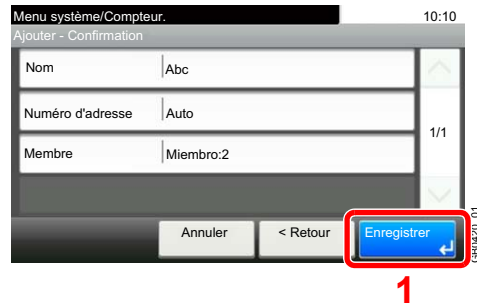 Menu système/Compteur. 10:10
Ajouter - Confirmation
Nom Abc
Numéro d'adresse Auto
1/1
Membre Miembro:2
Annuler < Retour Enregistrer
1
GB0420_01